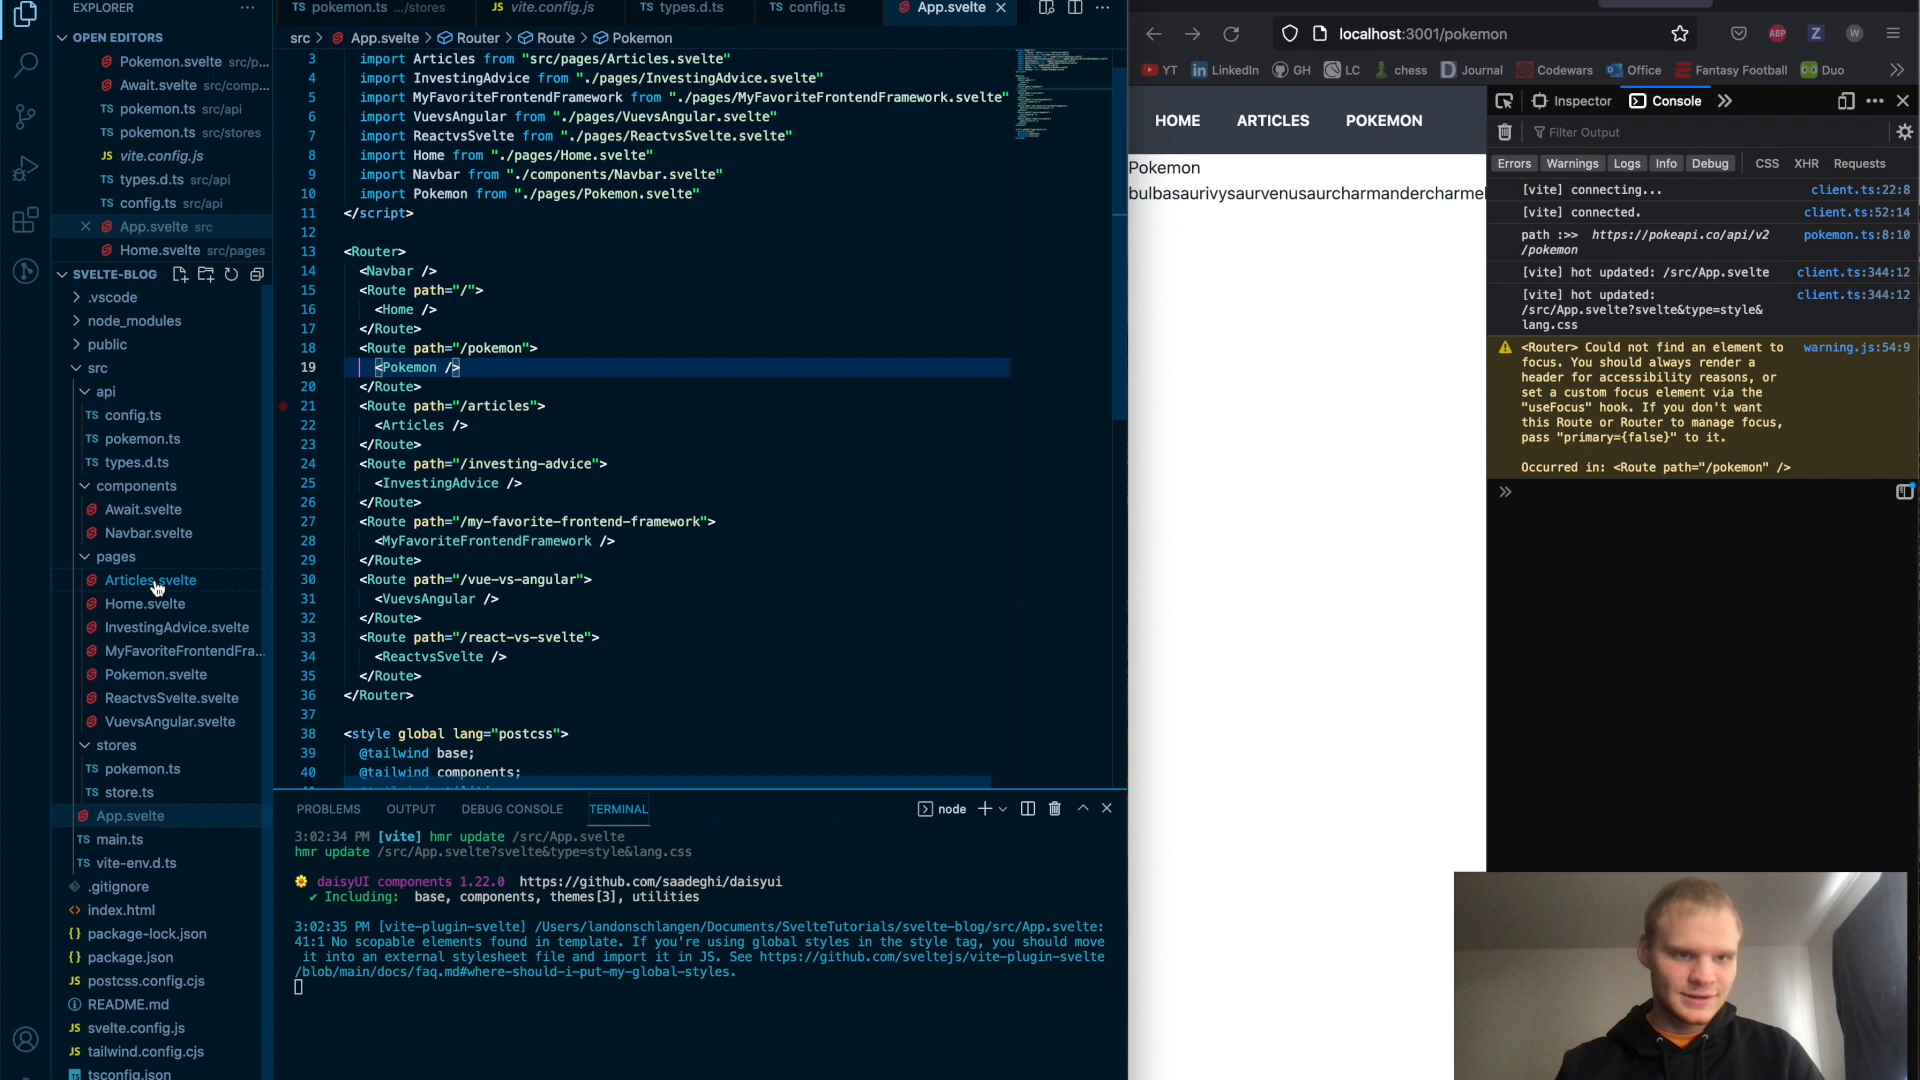 EXPLORER
OPEN EDITORS
Pokemon.svelte src/p...
Await.svelte src/comp...
pokemon.ts src/api
pokemon.ts src/stores
JS vite.config.js
TS types.d.ts src/api
TS config.ts src/api
App.svelte src
Home.svelte src/pages
SVELTE-BLOG
.vscode
node_modules
public
src
api
TS config.ts
TS pokemon.ts
TS types.d.ts
components
Await.svelte
Navbar.svelte
pages
Articles.svelte
Home.svelte
InvestingAdvice.svelte
MyFavoriteFrontendFra...
Pokemon.svelte
ReactvsSvelte.svelte
VuevsAngular.svelte
stores
TS pokemon.ts
TS store.ts
App.svelte
TS main.ts
TS vite-env.d.ts
.gitignore
index.html
{} package-lock.json
{} package.json
JS postcss.config.cjs
README.md
JS svelte.config.js
JS tailwind.config.cjs
tsconfig.json
pokemon.ts .../stores
JS vite.config.js
TS types.d.ts
TS config.ts
App.svelte
src > App.svelte > Router > Route > Pokemon
3 import Articles from "src/pages/Articles.svelte"
4 import InvestingAdvice from "./pages/InvestingAdvice.svelte"
5 import MyFavoriteFrontendFramework from "./pages/MyFavoriteFrontendFramework.svelte"
6 import VuevsAngular from "./pages/VuevsAngular.svelte"
7 import ReactvsSvelte from "./pages/ReactvsSvelte.svelte"
8 import Home from "./pages/Home.svelte"
9 import Navbar from "./components/Navbar.svelte"
10 import Pokemon from "./pages/Pokemon.svelte"
11 </script>
12
13 <Router>
14 <Navbar />
15 <Route path="/">
16 <Home />
17 </Route>
18 <Route path="/pokemon">
19 <Pokemon />
20 </Route>
21 <Route path="/articles">
22 <Articles />
23 </Route>
24 <Route path="/investing-advice">
25 <InvestingAdvice />
26 </Route>
27 <Route path="/my-favorite-frontend-framework">
28 <MyFavoriteFrontendFramework />
29 </Route>
30 <Route path="/vue-vs-angular">
31 <VuevsAngular />
32 </Route>
33 <Route path="/react-vs-svelte">
34 <ReactvsSvelte />
35 </Route>
36 </Router>
37
38 <style global lang="postcss">
39 @tailwind base;
40 @tailwind components;
PROBLEMS OUTPUT DEBUG CONSOLE TERMINAL
node
3:02:34 PM [vite] hmr update /src/App.svelte
hmr update /src/App.svelte?svelte&type=style&lang.css
daisyUI components 1.22.0 https://github.com/saadeghi/daisyui
✔ Including: base, components, themes[3], utilities
3:02:35 PM [vite-plugin-svelte] /Users/landonschlangen/Documents/SvelteTutorials/svelte-blog/src/App.svelte:
41:1 No scopable elements found in template. If you're using global styles in the style tag, you should move
it into an external stylesheet file and import it in JS. See https://github.com/sveltejs/vite-plugin-svelte
/blob/main/docs/faq.md#where-should-i-put-my-global-styles.
localhost:3001/pokemon
ABP
Z
W
YT LinkedIn GH LC chess Journal Codewars Office Fantasy Football Duo
HOME ARTICLES POKEMON
Pokemon
bulbasaurivysaurvenusaurcharmandercharme
Inspector Console
Filter Output
Errors Warnings Logs Info Debug CSS XHR Requests
[vite] connecting... client.ts:22:8
[vite] connected. client.ts:52:14
path :>> https://pokeapi.co/api/v2 pokemon.ts:8:10
/pokemon
[vite] hot updated: /src/App.svelte client.ts:344:12
[vite] hot updated: client.ts:344:12
/src/App.svelte?svelte&type=style&
lang.css
<Router> Could not find an element to warning.js:54:9
focus. You should always render a
header for accessibility reasons, or
set a custom focus element via the
"useFocus" hook. If you don't want
this Route or Router to manage focus,
pass "primary={false}" to it.
Occurred in: <Route path="/pokemon" />